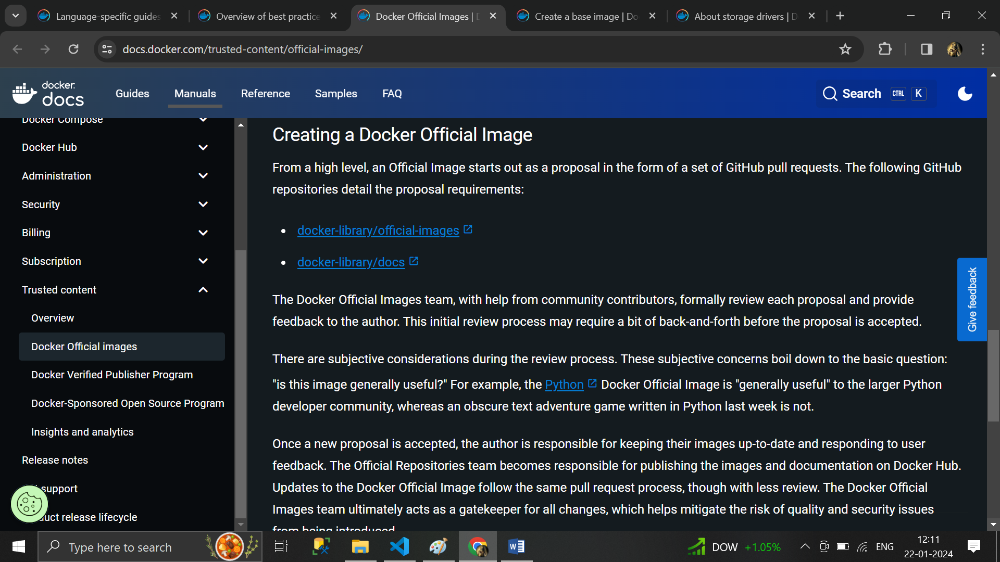 Language-specific guides
Overview of best practice
Docker Official Images | D
Create a base image | Do
About storage drivers | D
docs.docker.com/trusted-content/official-images/
docker
docs
Guides
Manuals
Reference
Samples
FAQ
Search
CTRL
K
Docker Compose
Docker Hub
Administration
Security
Billing
Subscription
Trusted content
Overview
Docker Official images
Docker Verified Publisher Program
Docker-Sponsored Open Source Program
Insights and analytics
Release notes
support
uct release lifecycle
Creating a Docker Official Image
From a high level, an Official Image starts out as a proposal in the form of a set of GitHub pull requests. The following GitHub
repositories detail the proposal requirements:
• docker-library/official-images
• docker-library/docs
The Docker Official Images team, with help from community contributors, formally review each proposal and provide
feedback to the author. This initial review process may require a bit of back-and-forth before the proposal is accepted.
There are subjective considerations during the review process. These subjective concerns boil down to the basic question:
"is this image generally useful?" For example, the Python Docker Official Image is "generally useful" to the larger Python
developer community, whereas an obscure text adventure game written in Python last week is not.
Once a new proposal is accepted, the author is responsible for keeping their images up-to-date and responding to user
feedback. The Official Repositories team becomes responsible for publishing the images and documentation on Docker Hub.
Updates to the Docker Official Image follow the same pull request process, though with less review. The Docker Official
Images team ultimately acts as a gatekeeper for all changes, which helps mitigate the risk of quality and security issues
from being introduced.
Give feedback
Type here to search
DOW +1.05%
ENG
12:11
22-01-2024